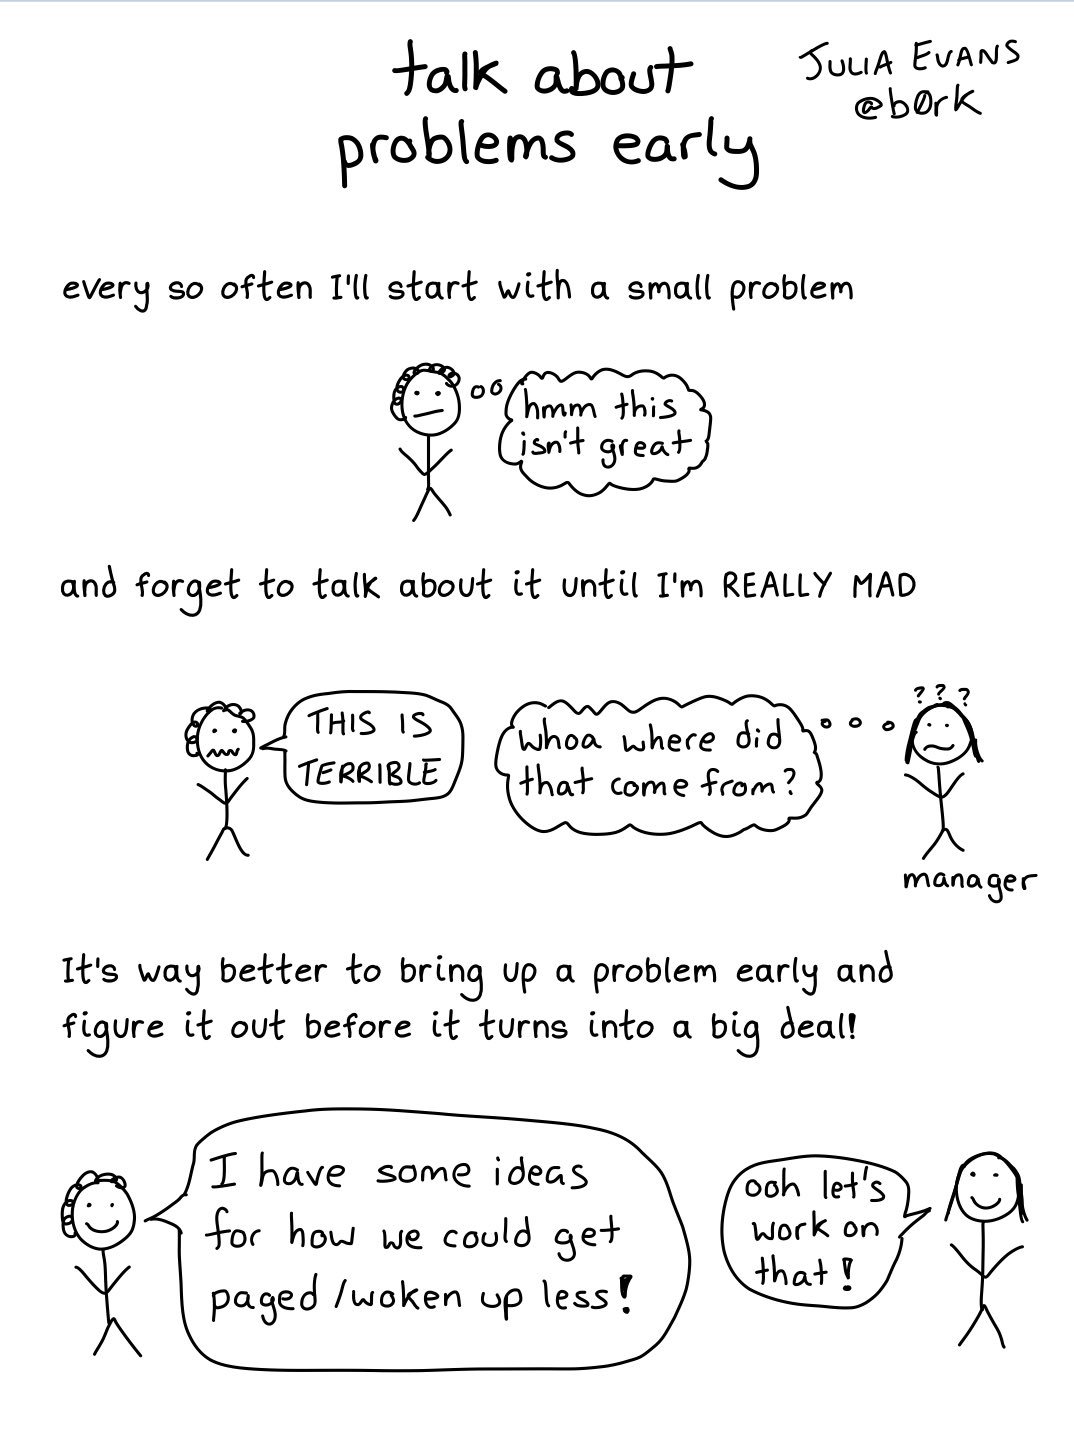 talk about
problems early
JULIA EVANS
@b0rk
every so often I'll start with a small problem
hmm this
isn't great
and forget to talk about it until I'm REALLY MAD
THIS IS
TERRIBLE
whoa where did
that come from?
???
manager
It's way better to bring up a problem early and
figure it out before it turns into a big deal!
I have some ideas
for how we could get
paged/woken up less!
ooh let's
work on
that!